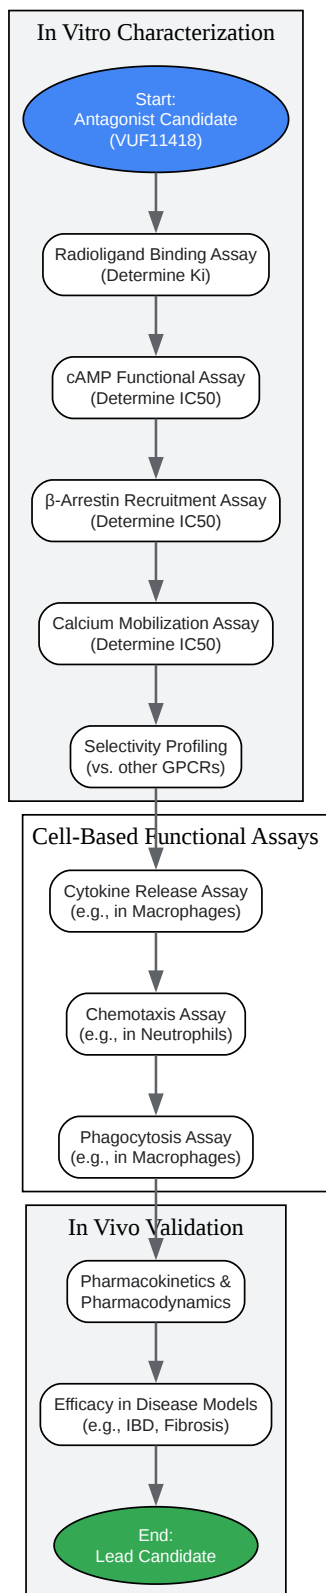 In Vitro Characterization
Start:
Antagonist Candidate
(VUF11418)
Radioligand Binding Assay
(Determine Ki)
cAMP Functional Assay
(Determine IC50)
β-Arrestin Recruitment Assay
(Determine IC50)
Calcium Mobilization Assay
(Determine IC50)
Selectivity Profiling
(vs. other GPCRs)
Cell-Based Functional Assays
Cytokine Release Assay
(e.g., in Macrophages)
Chemotaxis Assay
(e.g., in Neutrophils)
Phagocytosis Assay
(e.g., in Macrophages)
In Vivo Validation
Pharmacokinetics &
Pharmacodynamics
Efficacy in Disease Models
(e.g., IBD, Fibrosis)
End:
Lead Candidate